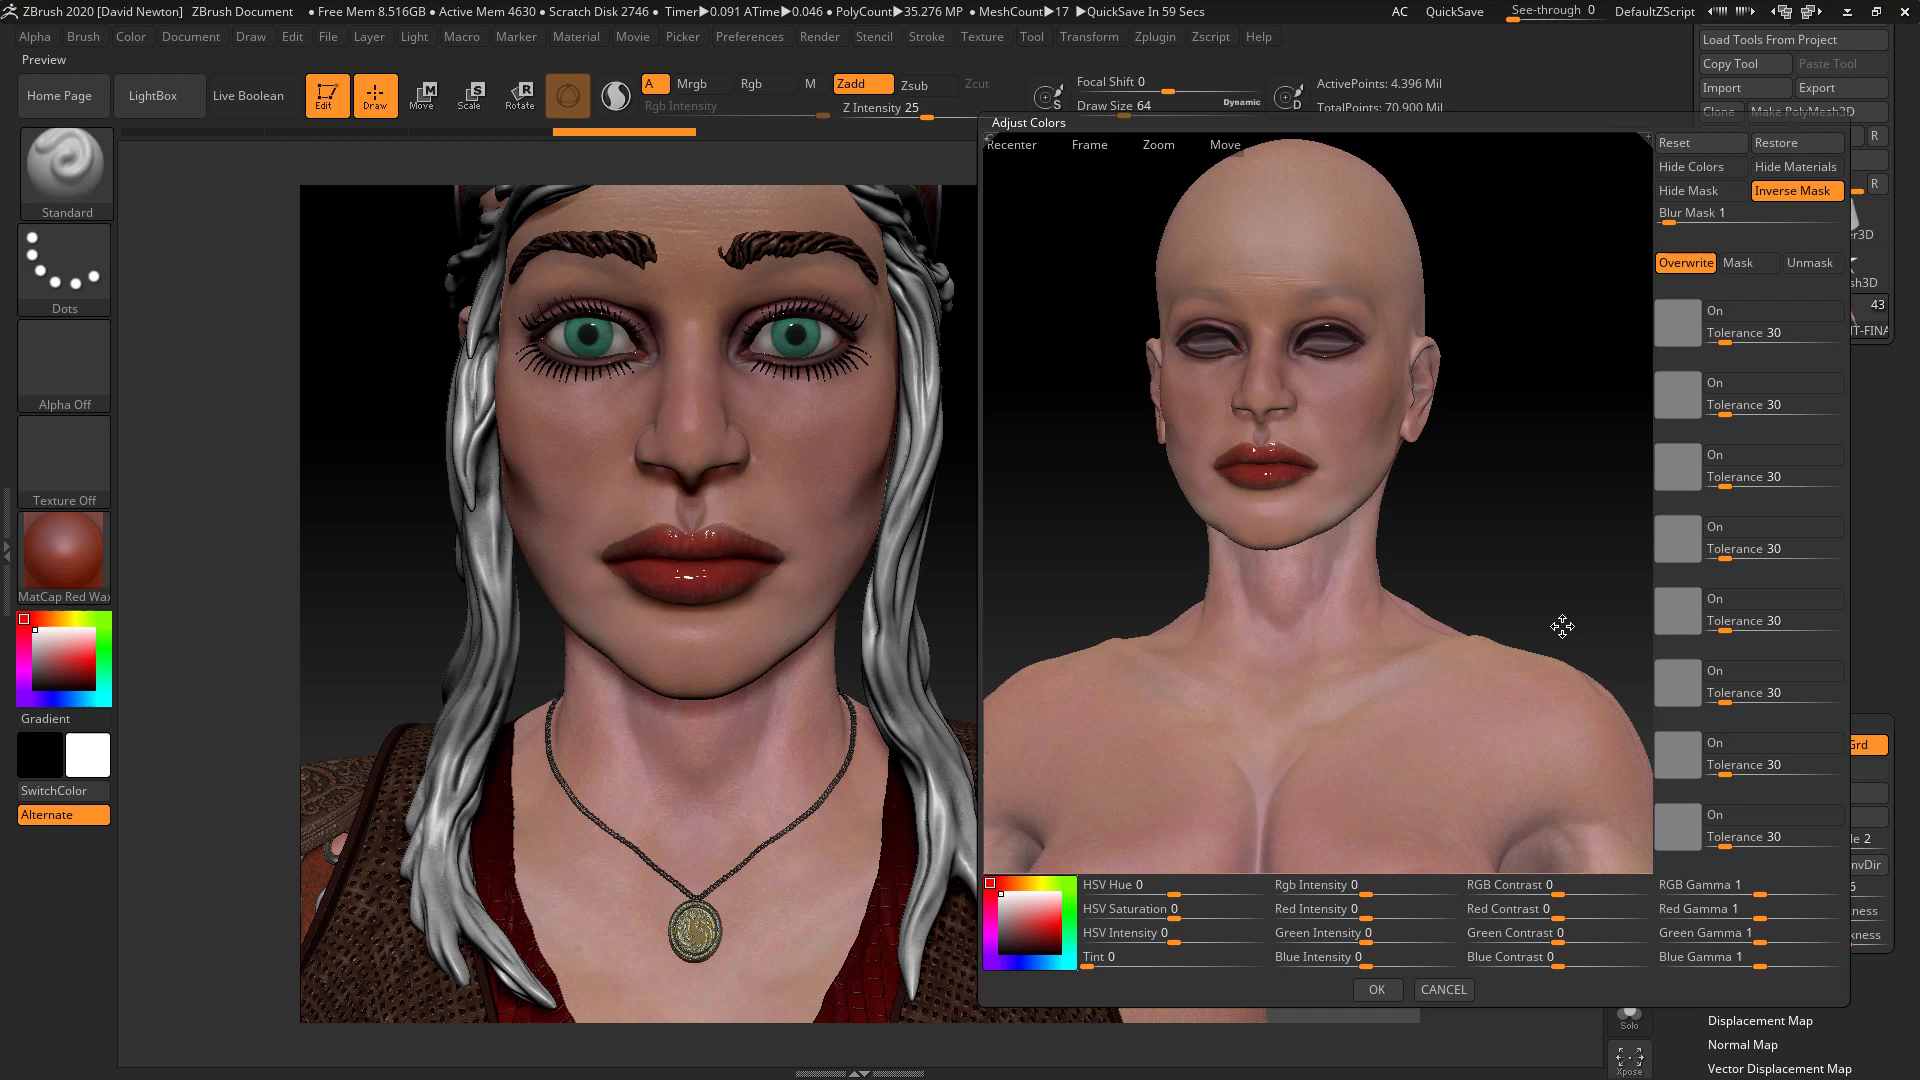 ZBrush 2020 [David Newton] ZBrush Document • Free Mem 8.516GB • Active Mem 4630 • Scratch Disk 2746 • Timer▶0.091 ATime▶0.046 • PolyCount▶35.276 MP • MeshCount▶17 ▶QuickSave In 59 Secs AC QuickSave See-through 0 DefaultZScript
Alpha Brush Color Document Draw Edit File Layer Light Macro Marker Material Movie Picker Preferences Render Stencil Stroke Texture Tool Transform Zplugin Zscript Help
Load Tools From Project
Preview
Copy Tool Paste Tool
Import Export
Home Page LightBox Live Boolean Edit Draw Move Scale Rotate
A Mrgb Rgb M Zadd Zsub Zcut
Rgb Intensity Z Intensity 25
S Focal Shift 0
Draw Size 64 Dynamic D
ActivePoints: 4.396 Mil
TotalPoints: 70.900 Mil
Clone Make PolyMesh3D
Adjust Colors
Recenter Frame Zoom Move
Reset Restore R
Hide Colors Hide Materials
Hide Mask Inverse Mask R
Blur Mask 1
Standard
Overwrite Mask Unmask
Dots
On
Tolerance 30
On
Tolerance 30
On
Tolerance 30
On
Tolerance 30
On
Tolerance 30
On
Tolerance 30
On
Tolerance 30
On
Tolerance 30
43
Alpha Off
Texture Off
MatCap Red Wax
Gradient
SwitchColor
Alternate
HSV Hue 0 Rgb Intensity 0 RGB Contrast 0 RGB Gamma 1
HSV Saturation 0 Red Intensity 0 Red Contrast 0 Red Gamma 1
HSV Intensity 0 Green Intensity 0 Green Contrast 0 Green Gamma 1
Tint 0 Blue Intensity 0 Blue Contrast 0 Blue Gamma 1
OK CANCEL
Solo
Xpose
Displacement Map
Normal Map
Vector Displacement Map